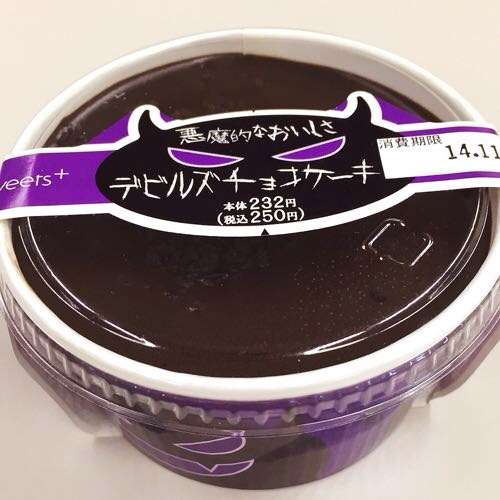 悪魔的なおいしさ
デビルズチョコケーキ
本体232円
(税込250円)
消費期限
14.11
weets+